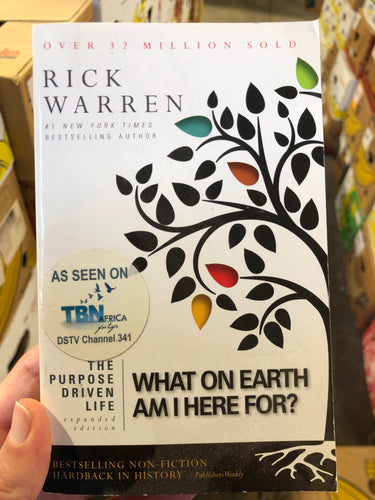 OVER 32 MILLION SOLD
RICK
WARREN
#1 NEW YORK TIMES
BESTSELLING AUTHOR
AS SEEN ON
TBN AFRICA
DSTV Channel 341
THE
PURPOSE
DRIVEN
LIFE
expanded
edition
WHAT ON EARTH
AM I HERE FOR?
BESTSELLING NON-FICTION
HARDBACK IN HISTORY — Publishers Weekly